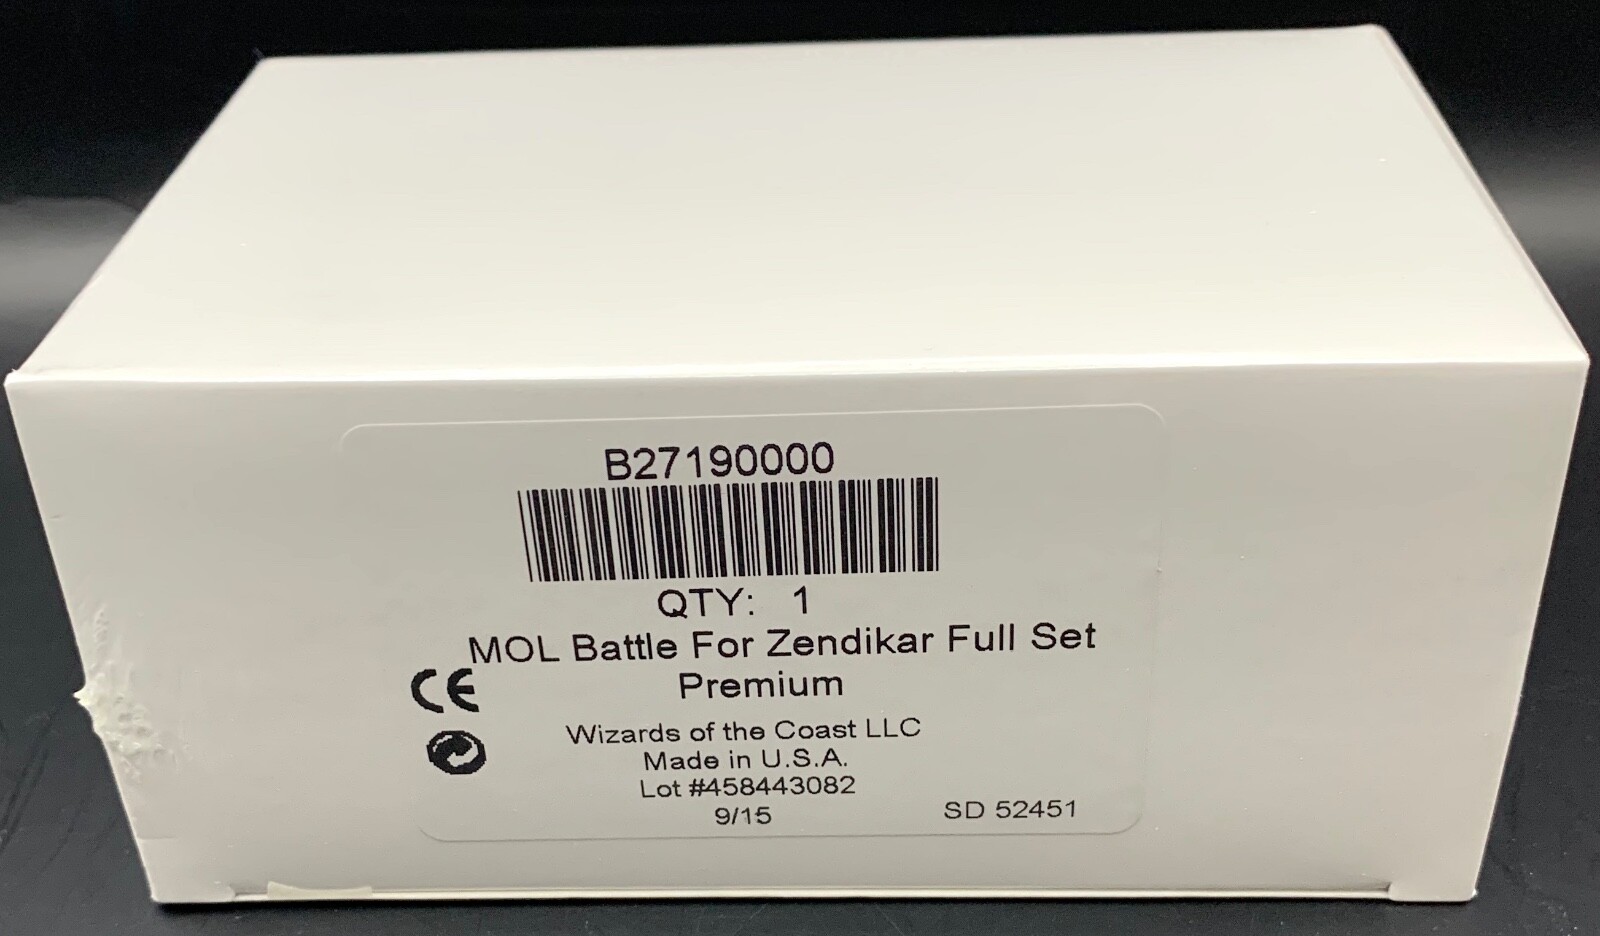 B27190000
QTY: 1
MOL Battle For Zendikar Full Set
Premium
CE
Wizards of the Coast LLC
Made in U.S.A.
Lot #458443082
9/15
SD 52451